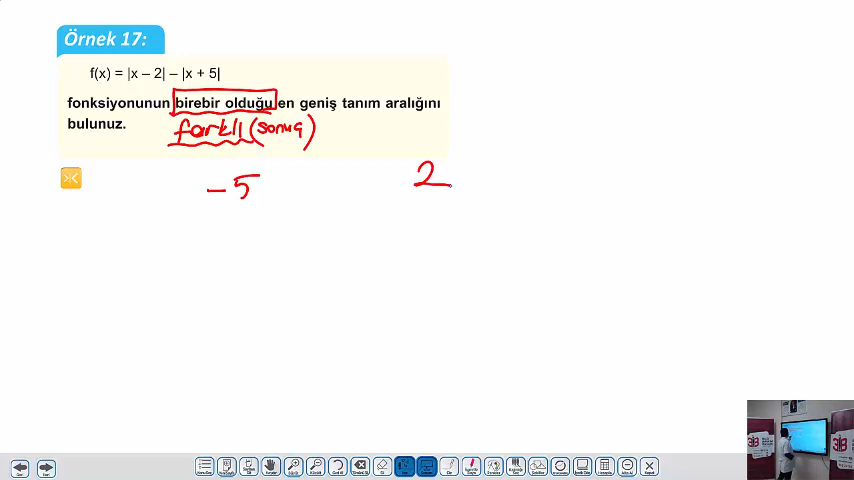 Örnek 17:
f(x) = |x – 2| – |x + 5|
fonksiyonunun birebir olduğu en geniş tanım aralığını
bulunuz.
farklı (sonuç)
–5 2